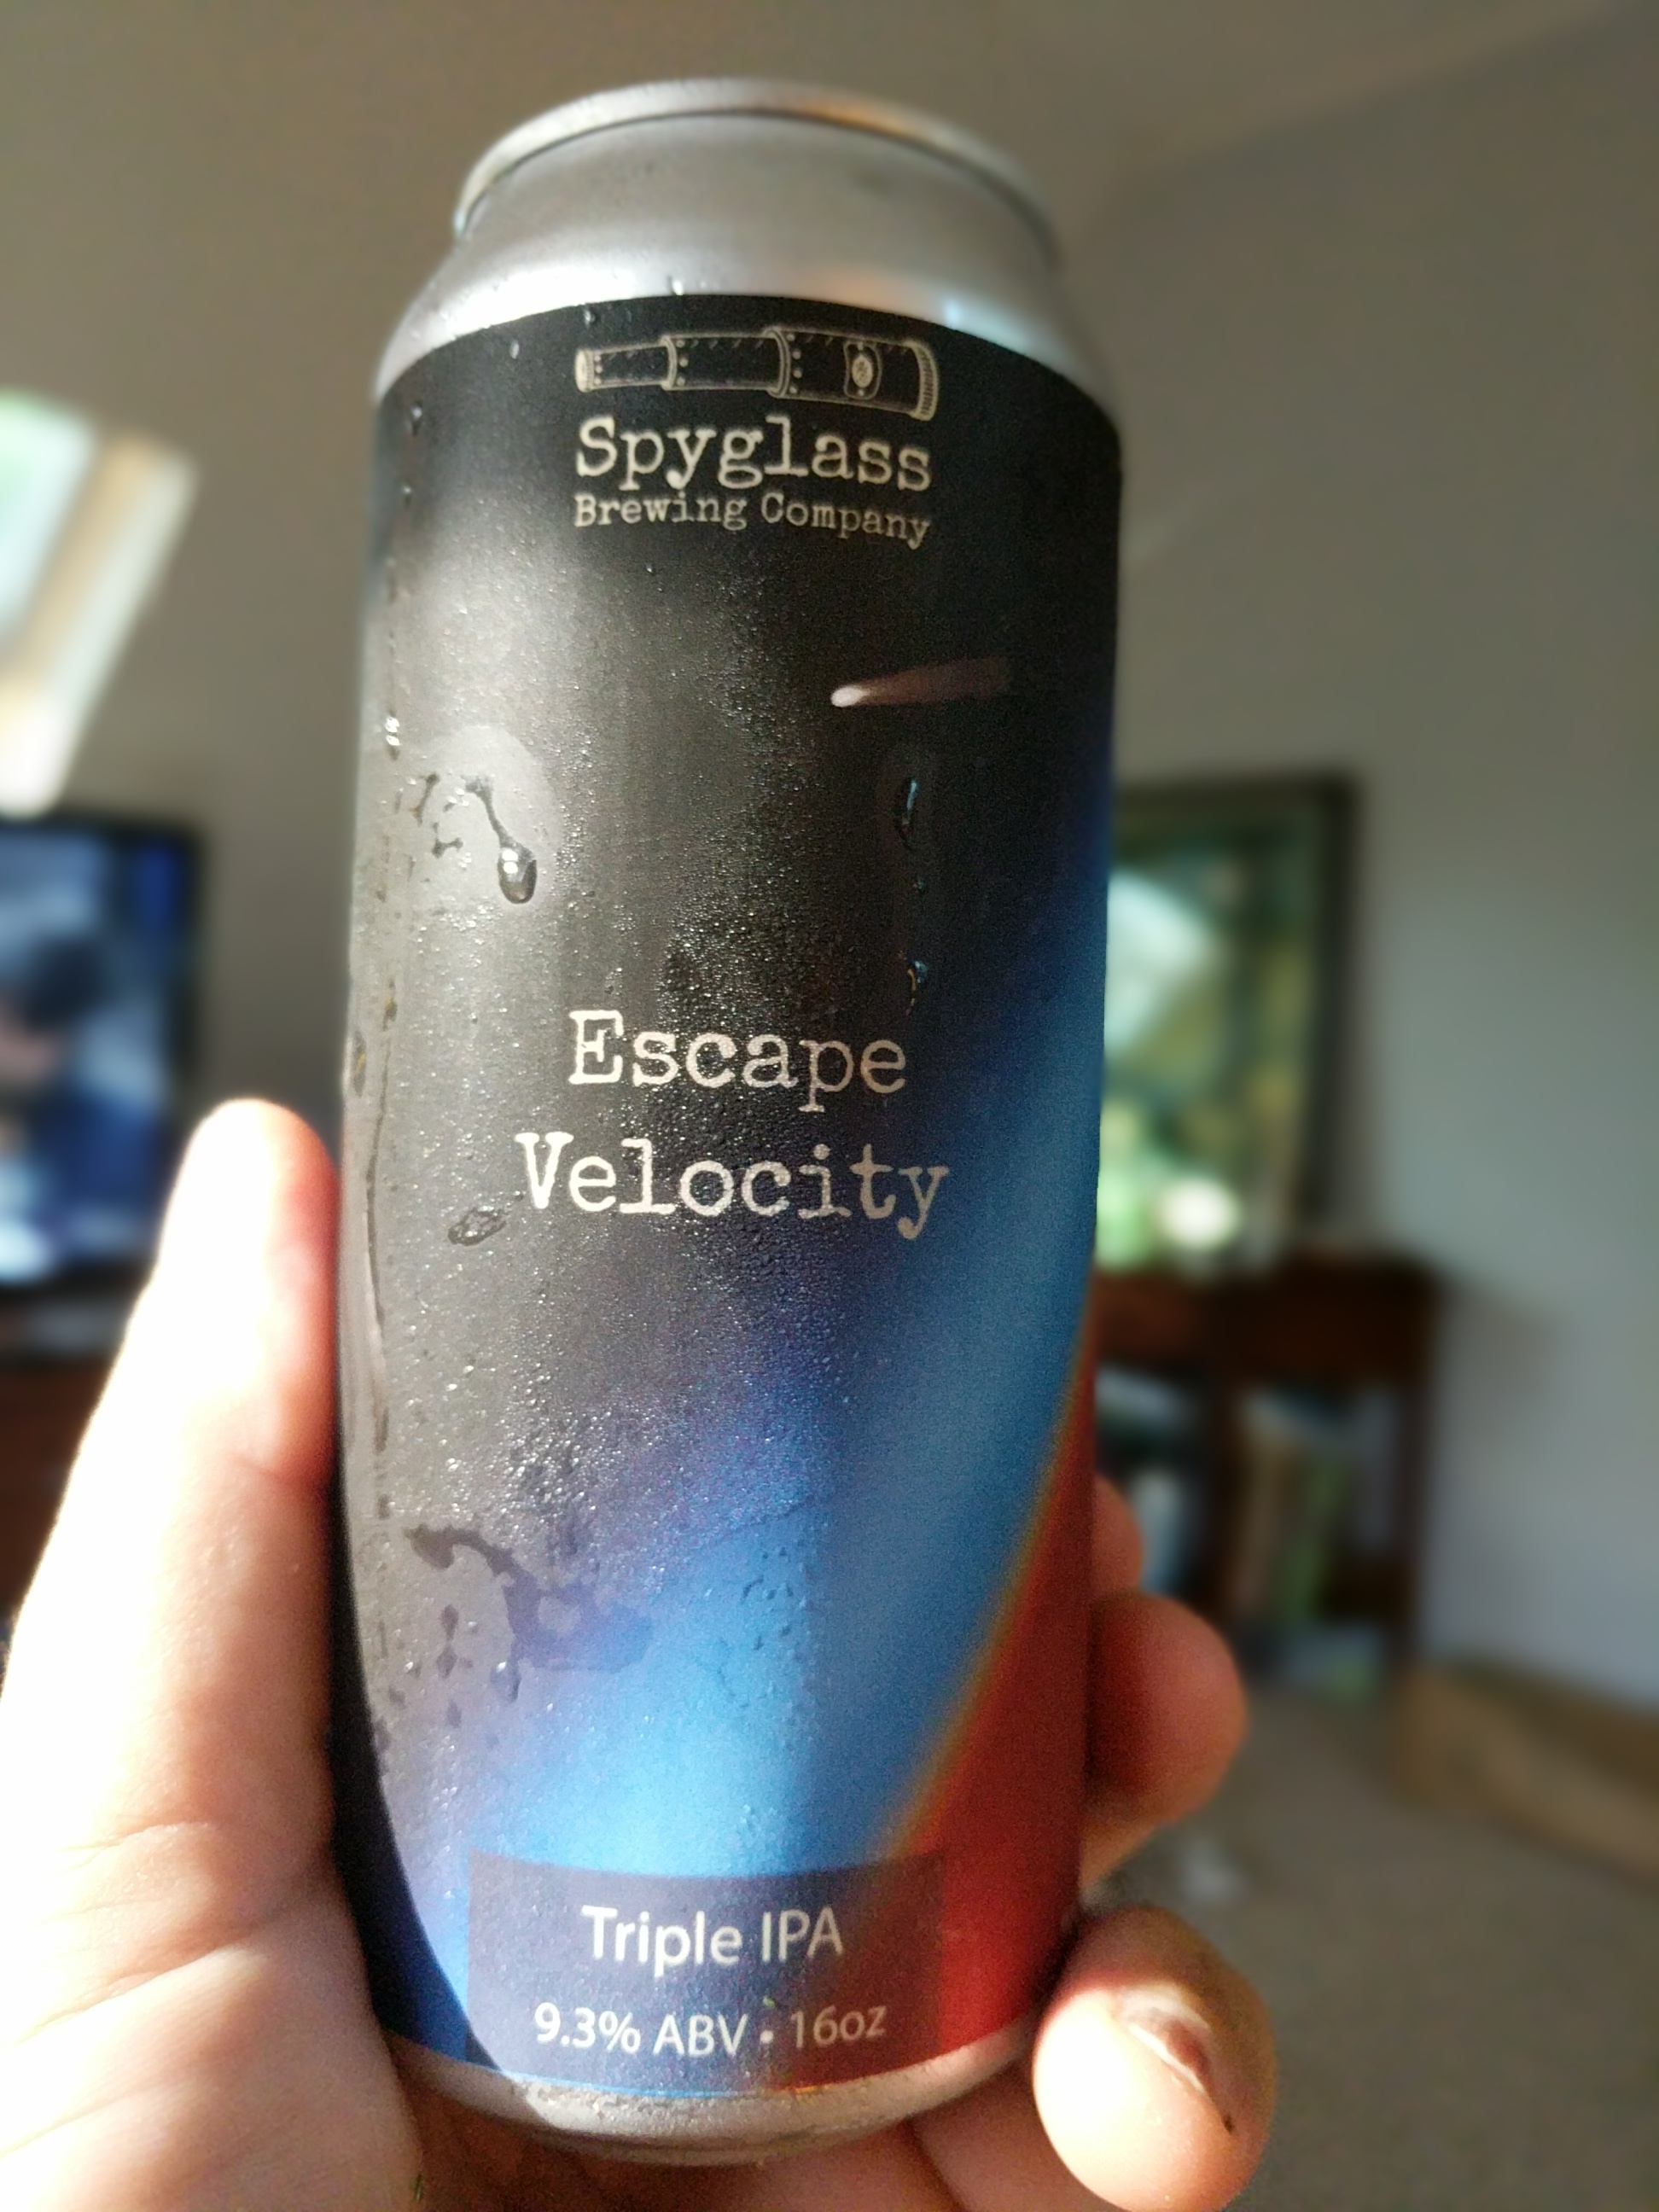 Spyglass
Brewing Company
Escape
Velocity
Triple IPA
9.3% ABV • 16oz